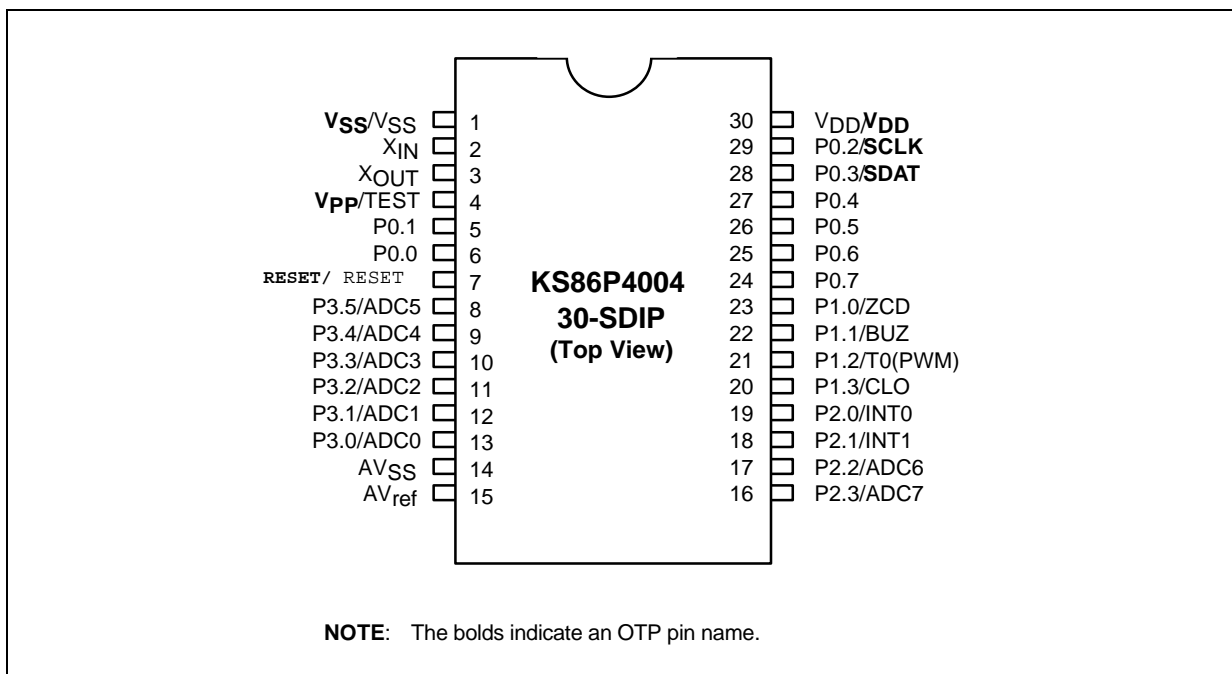 VSS/VSS 1 30 VDD/VDD
XIN 2 29 P0.2/SCLK
XOUT 3 28 P0.3/SDAT
VPP/TEST 4 27 P0.4
P0.1 5 26 P0.5
P0.0 6 25 P0.6
RESET/ RESET 7 24 P0.7
P3.5/ADC5 8 23 P1.0/ZCD
P3.4/ADC4 9 22 P1.1/BUZ
P3.3/ADC3 10 21 P1.2/T0(PWM)
P3.2/ADC2 11 20 P1.3/CLO
P3.1/ADC1 12 19 P2.0/INT0
P3.0/ADC0 13 18 P2.1/INT1
AVSS 14 17 P2.2/ADC6
AVref 15 16 P2.3/ADC7
KS86P4004
30-SDIP
(Top View)
NOTE: The bolds indicate an OTP pin name.